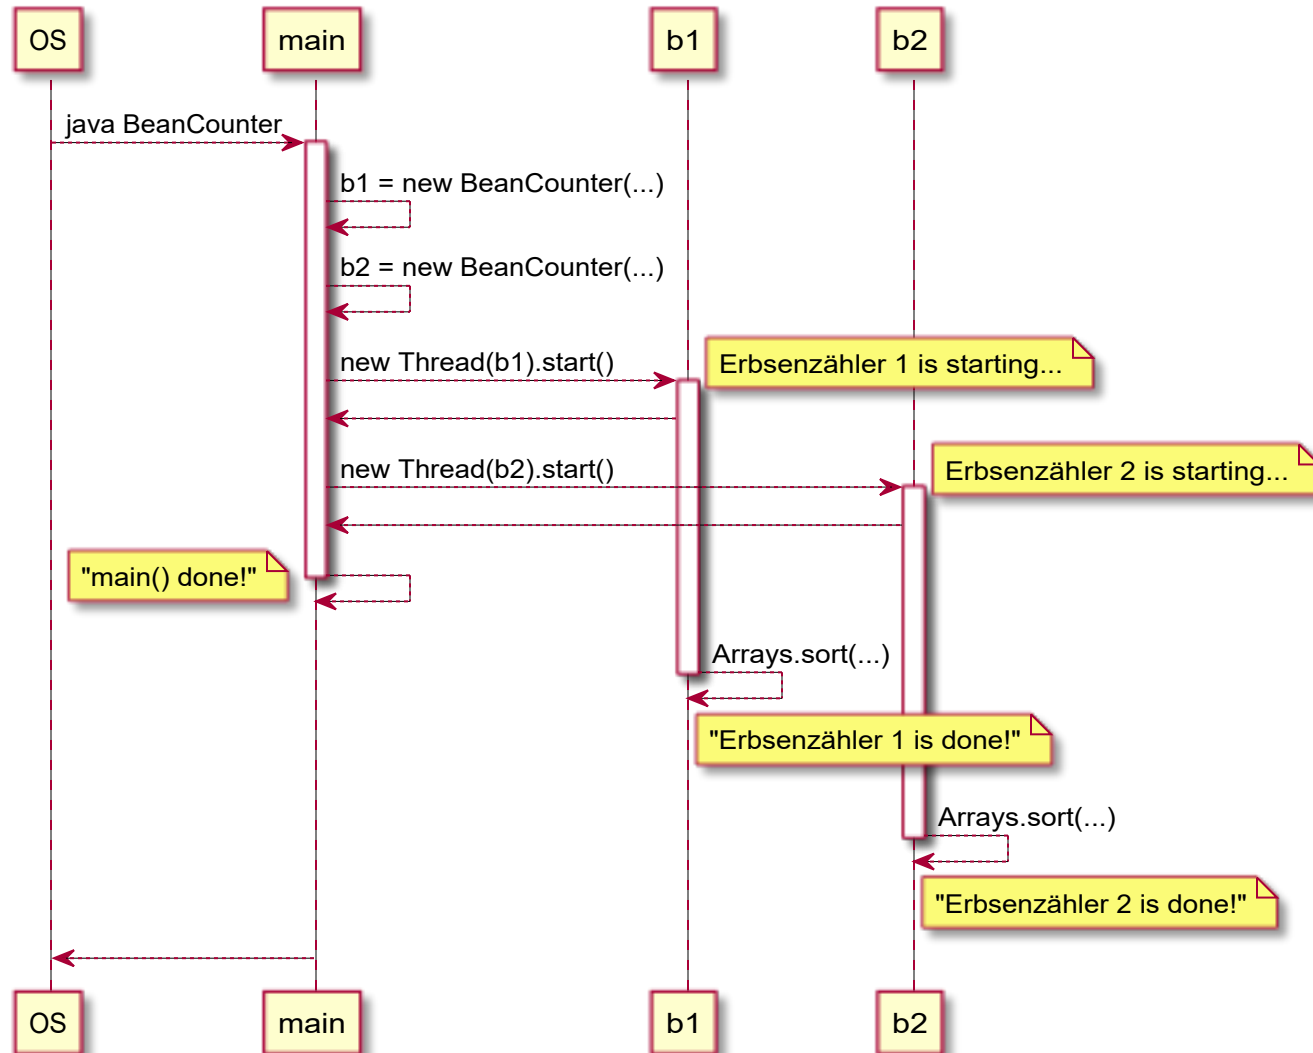 OS
main
b1
b2
java BeanCounter
b1 = new BeanCounter(...)
b2 = new BeanCounter(...)
new Thread(b1).start()
Erbsenzähler 1 is starting...
new Thread(b2).start()
Erbsenzähler 2 is starting...
"main() done!"
Arrays.sort(...)
"Erbsenzähler 1 is done!"
Arrays.sort(...)
"Erbsenzähler 2 is done!"
OS
main
b1
b2